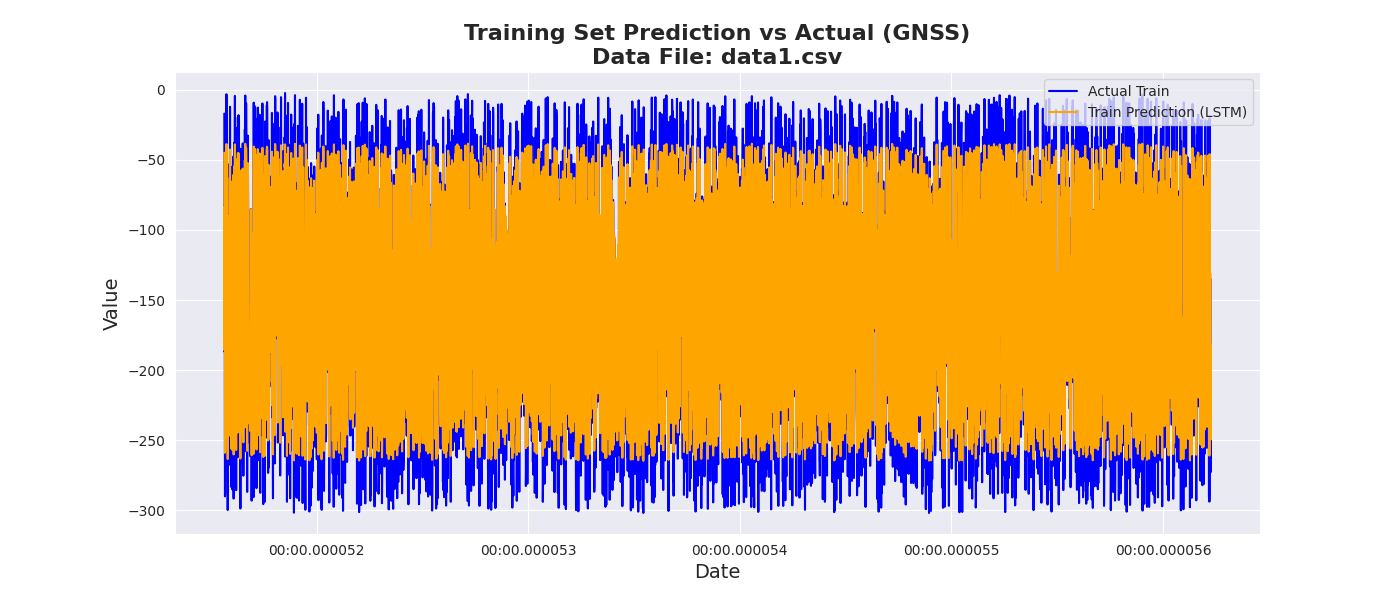 Training Set Prediction vs Actual (GNSS)
Data File: data1.csv
Actual Train
Train Prediction (LSTM)
Value
0
−50
−100
−150
−200
−250
−300
00:00.000052
00:00.000053
00:00.000054
00:00.000055
00:00.000056
Date